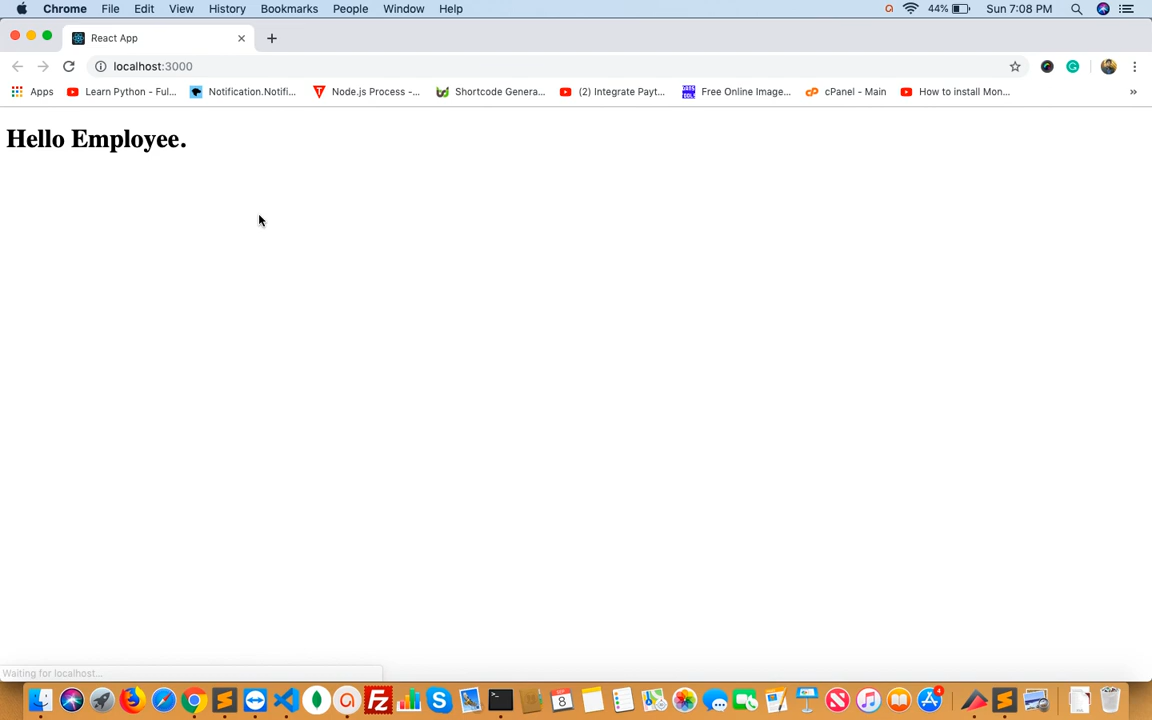 Chrome File Edit View History Bookmarks People Window Help 44% Sun 7:08 PM
React App
localhost:3000
Apps Learn Python - Ful... Notification.Notifi... Node.js Process -... Shortcode Genera... (2) Integrate Payt... Free Online Image... cPanel - Main How to install Mon... »
Hello Employee.
Waiting for localhost...